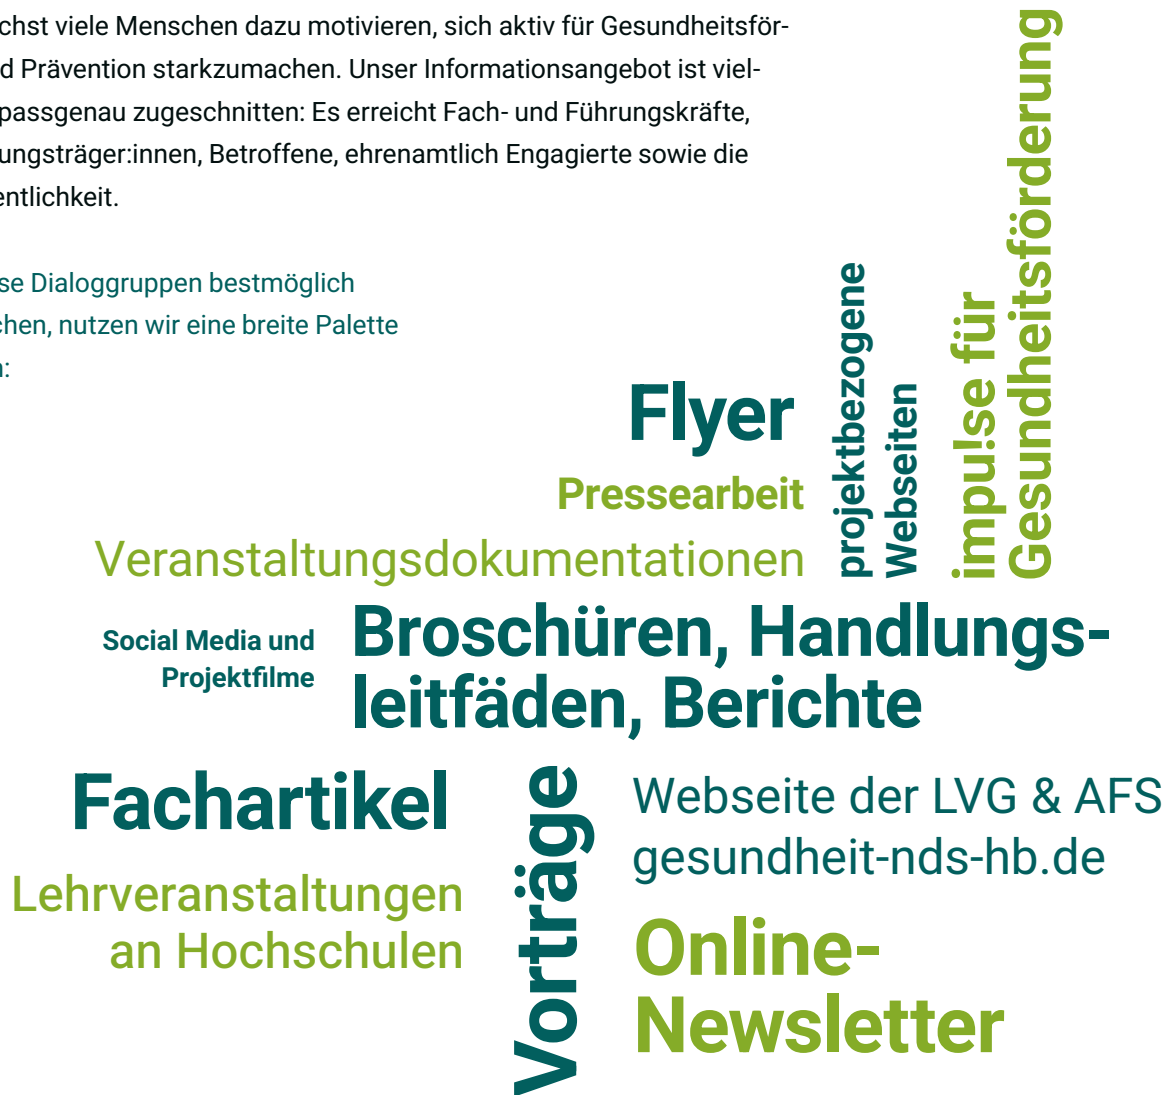 chst viele Menschen dazu motivieren, sich aktiv für Gesundheitsför-
d Prävention starkzumachen. Unser Informationsangebot ist viel-
passgenau zugeschnitten: Es erreicht Fach- und Führungskräfte,
ungsträger:innen, Betroffene, ehrenamtlich Engagierte sowie die
entlichkeit.
se Dialoggruppen bestmöglich
chen, nutzen wir eine breite Palette
:
Flyer
Pressearbeit
Veranstaltungsdokumentationen
projektbezogene
Webseiten
impu!se für
Gesundheitsförderung
Social Media und
Projektfilme
Broschüren, Handlungs-
leitfäden, Berichte
Fachartikel
Lehrveranstaltungen
an Hochschulen
Vorträge
Webseite der LVG & AFS
gesundheit-nds-hb.de
Online-
Newsletter